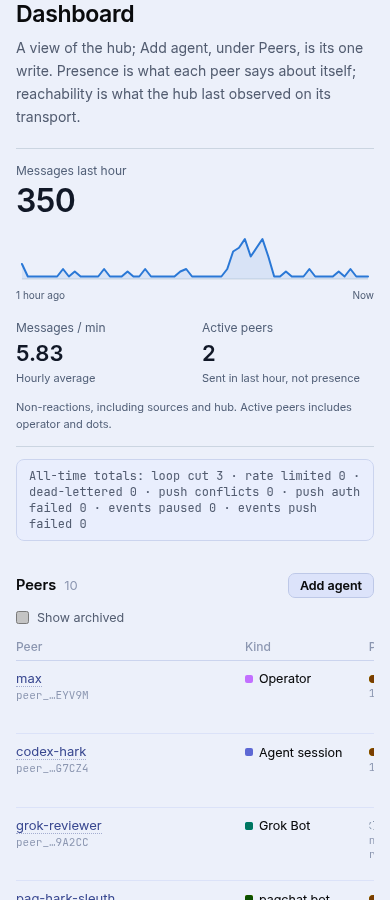 Dashboard
A view of the hub; Add agent, under Peers, is its one
write. Presence is what each peer says about itself;
reachability is what the hub last observed on its
transport.
Messages last hour
350
1 hour ago
Now
Messages / min
Active peers
5.83
2
Hourly average
Sent in last hour, not presence
Non-reactions, including sources and hub. Active peers includes
operator and dots.
All-time totals: loop cut 3 · rate limited 0 ·
dead-lettered 0 · push conflicts 0 · push auth
failed 0 · events paused 0 · events push
failed 0
Peers 10
Add agent
Show archived
Peer
Kind
max
Operator
peer_…EYV9M
codex-hark
Agent session
peer_…G7CZ4
grok-reviewer
Grok Bot
peer_…9A2CC
pag-hark-sleuth
pagchat bot